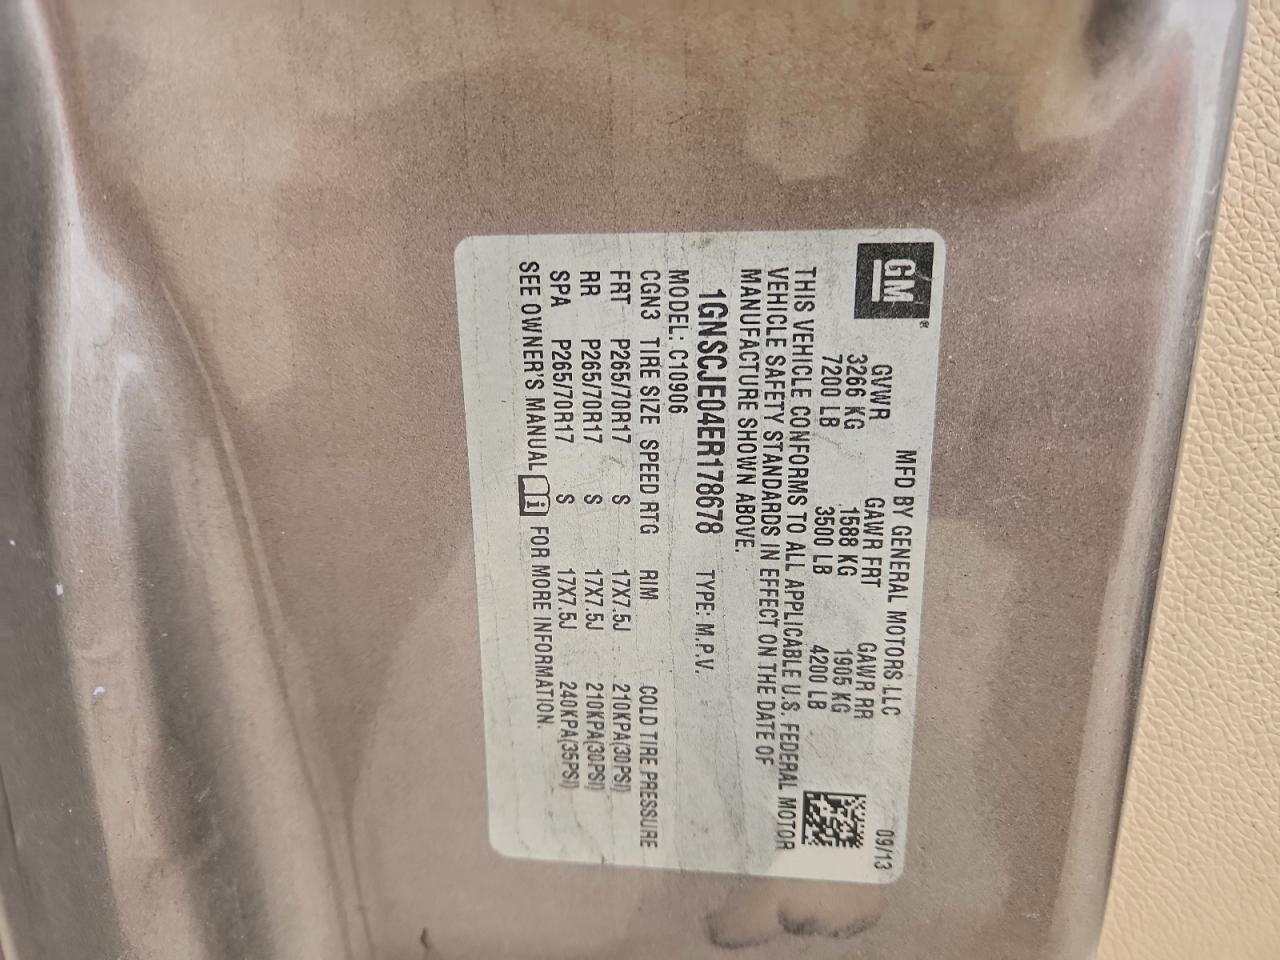 GM®
MFD BY GENERAL MOTORS LLC 09/13
GVWR GAWR FRT GAWR RR
3266 KG 1588 KG 1905 KG
7200 LB 3500 LB 4200 LB
THIS VEHICLE CONFORMS TO ALL APPLICABLE U.S. FEDERAL MOTOR
VEHICLE SAFETY STANDARDS IN EFFECT ON THE DATE OF
MANUFACTURE SHOWN ABOVE.
1GNSCJE04ER178678 TYPE: M.P.V.
MODEL: C10906
CGN3 TIRE SIZE SPEED RTG RIM COLD TIRE PRESSURE
FRT P265/70R17 S 17X7.5J 210KPA(30PSI)
RR P265/70R17 S 17X7.5J 210KPA(30PSI)
SPA P265/70R17 S 17X7.5J 240KPA(35PSI)
SEE OWNER'S MANUAL i FOR MORE INFORMATION.